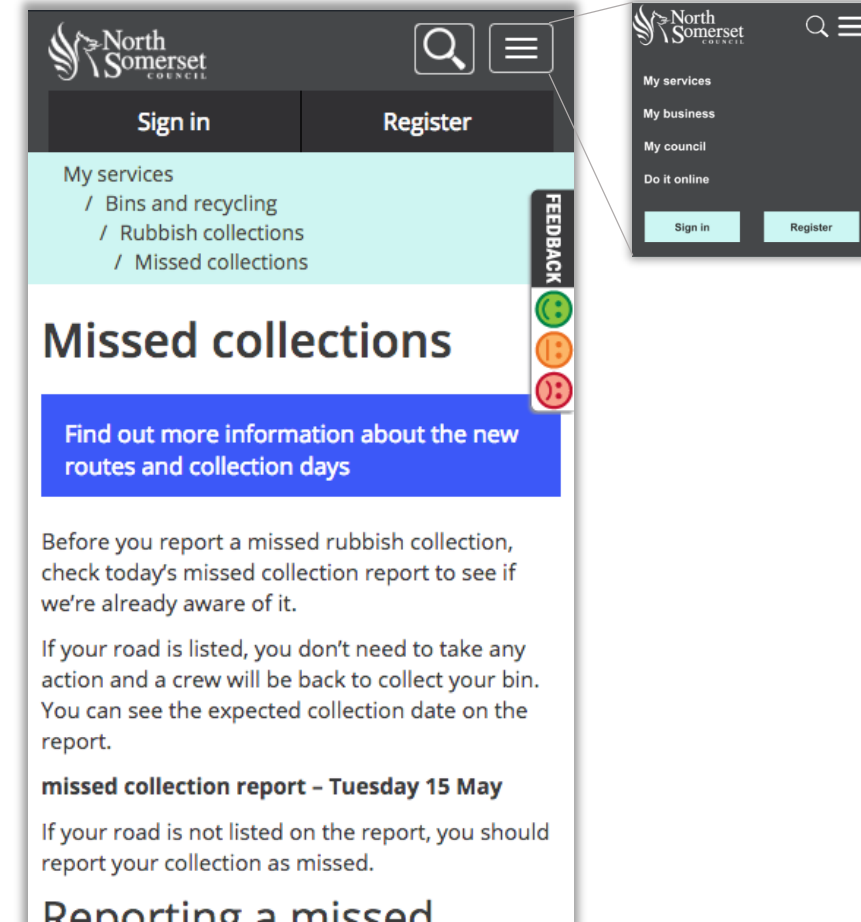 North
Somerset
COUNCIL
Sign in
Register
My services
/ Bins and recycling
/ Rubbish collections
/ Missed collections
FEEDBACK
Missed collections
Find out more information about the new
routes and collection days
Before you report a missed rubbish collection,
check today’s missed collection report to see if
we’re already aware of it.
If your road is listed, you don’t need to take any
action and a crew will be back to collect your bin.
You can see the expected collection date on the
report.
missed collection report – Tuesday 15 May
If your road is not listed on the report, you should
report your collection as missed.
Reporting a missed
North
Somerset
COUNCIL
My services
My business
My council
Do it online
Sign in
Register